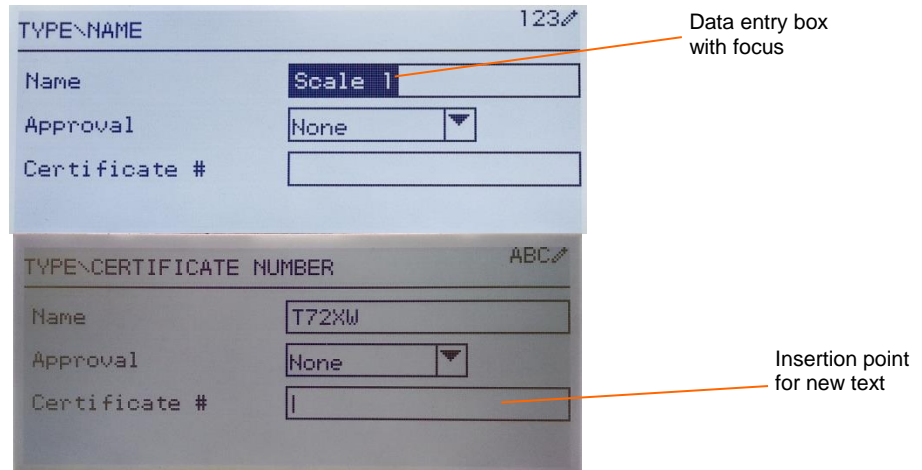 TYPE\NAME 123
Name Scale 1
Approval None
Certificate #
Data entry box
with focus
TYPE\CERTIFICATE NUMBER ABC
Name T72XW
Approval None
Certificate #
Insertion point
for new text